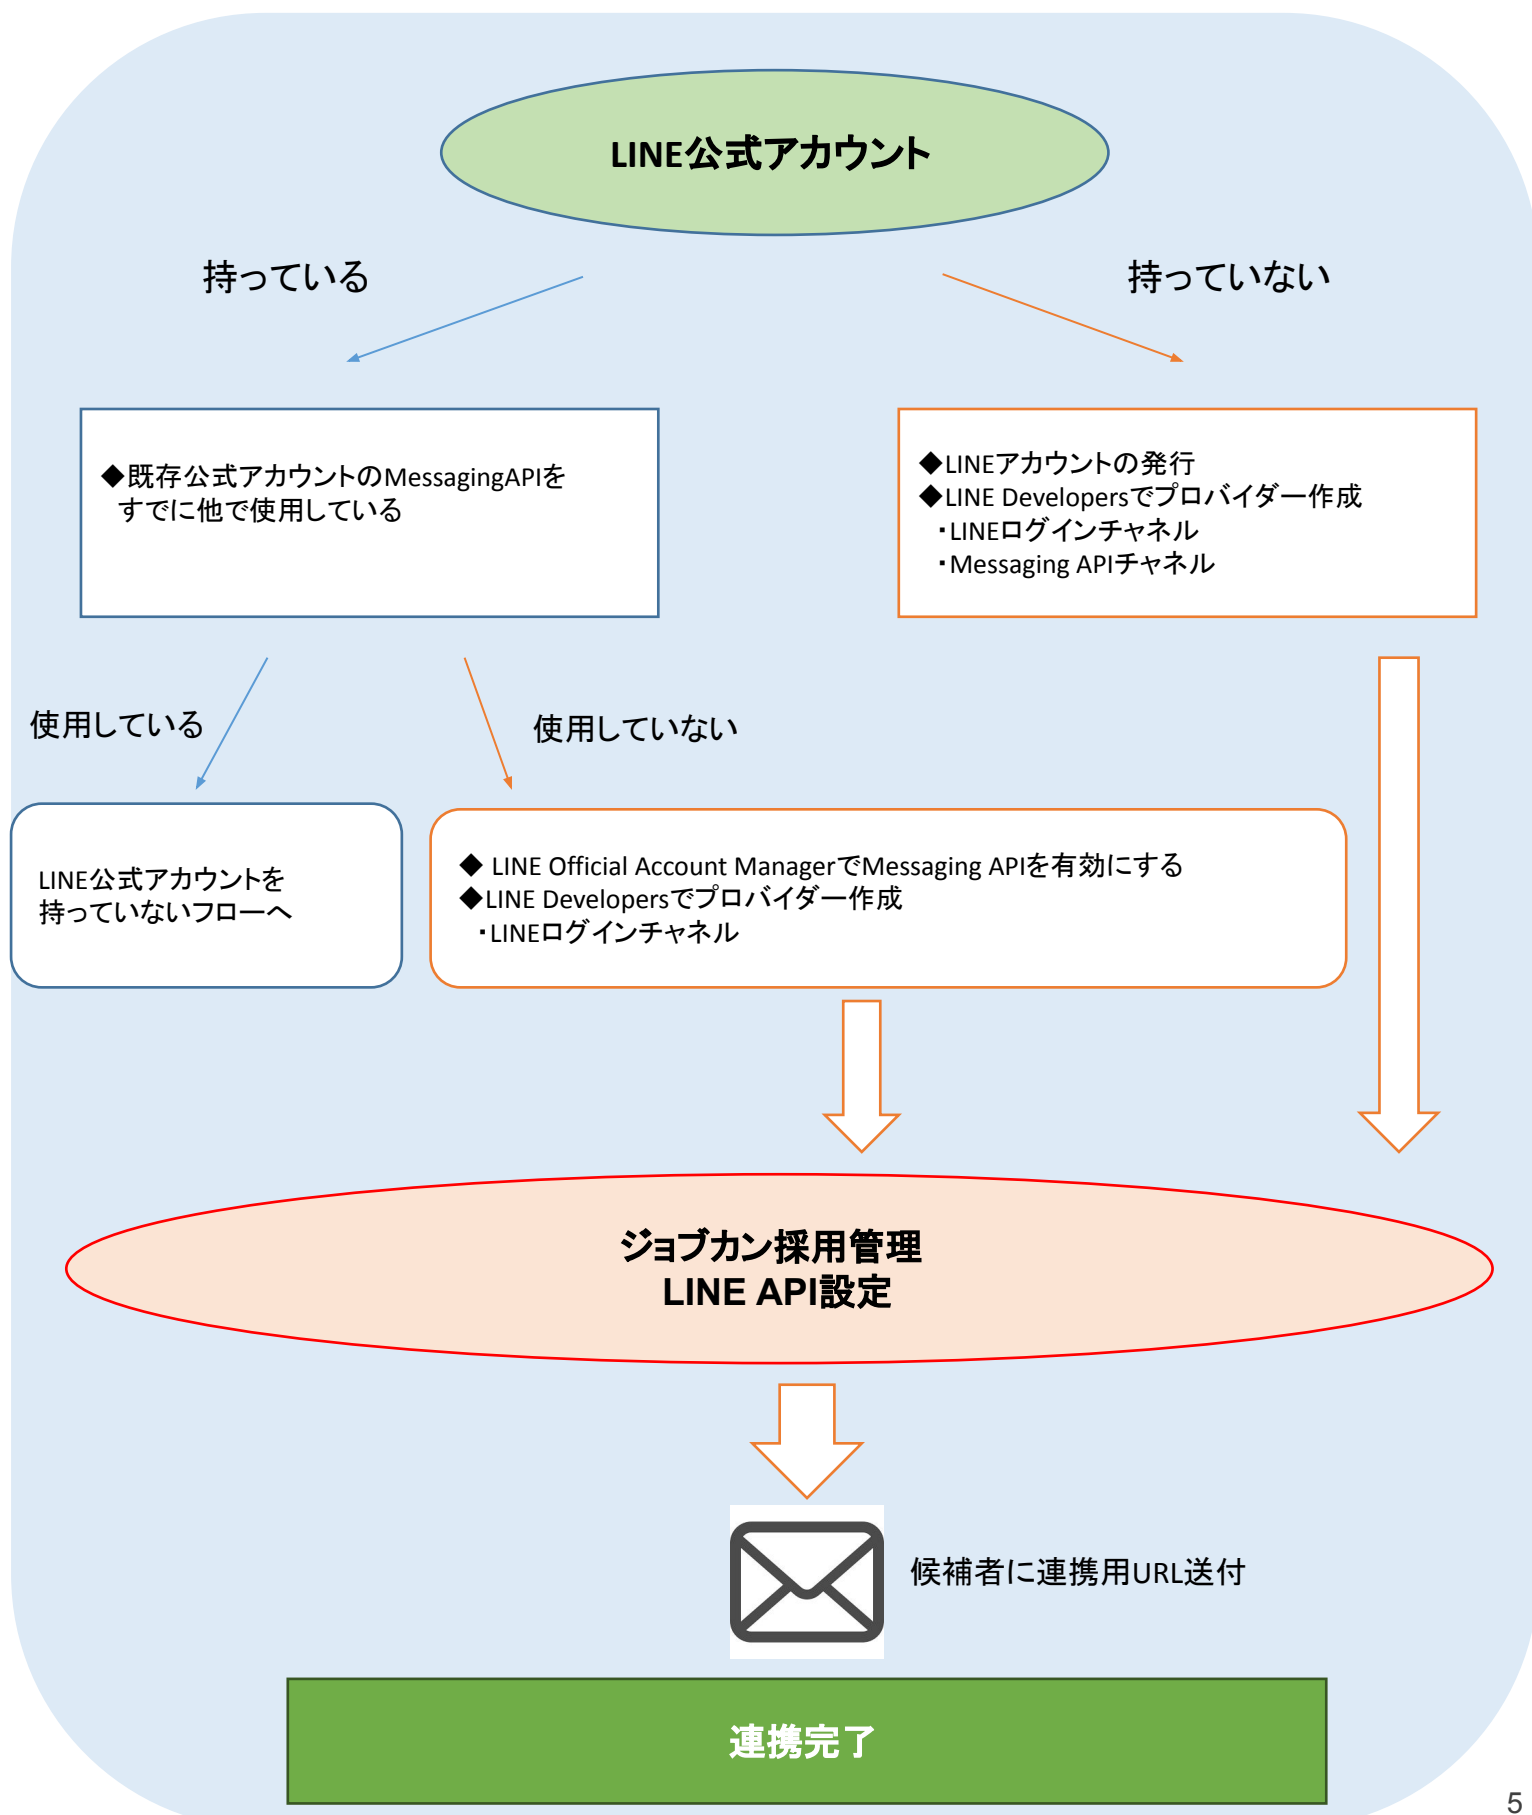 LINE公式アカウント
持っている
持っていない
◆既存公式アカウントのMessagingAPIを
すでに他で使用している
◆LINEアカウントの発行
◆LINE Developersでプロバイダー作成
・LINEログインチャネル
・Messaging APIチャネル
使用している
使用していない
LINE公式アカウントを
持っていないフローへ
◆ LINE Official Account ManagerでMessaging APIを有効にする
◆LINE Developersでプロバイダー作成
・LINEログインチャネル
ジョブカン採用管理
LINE API設定
候補者に連携用URL送付
連携完了
5